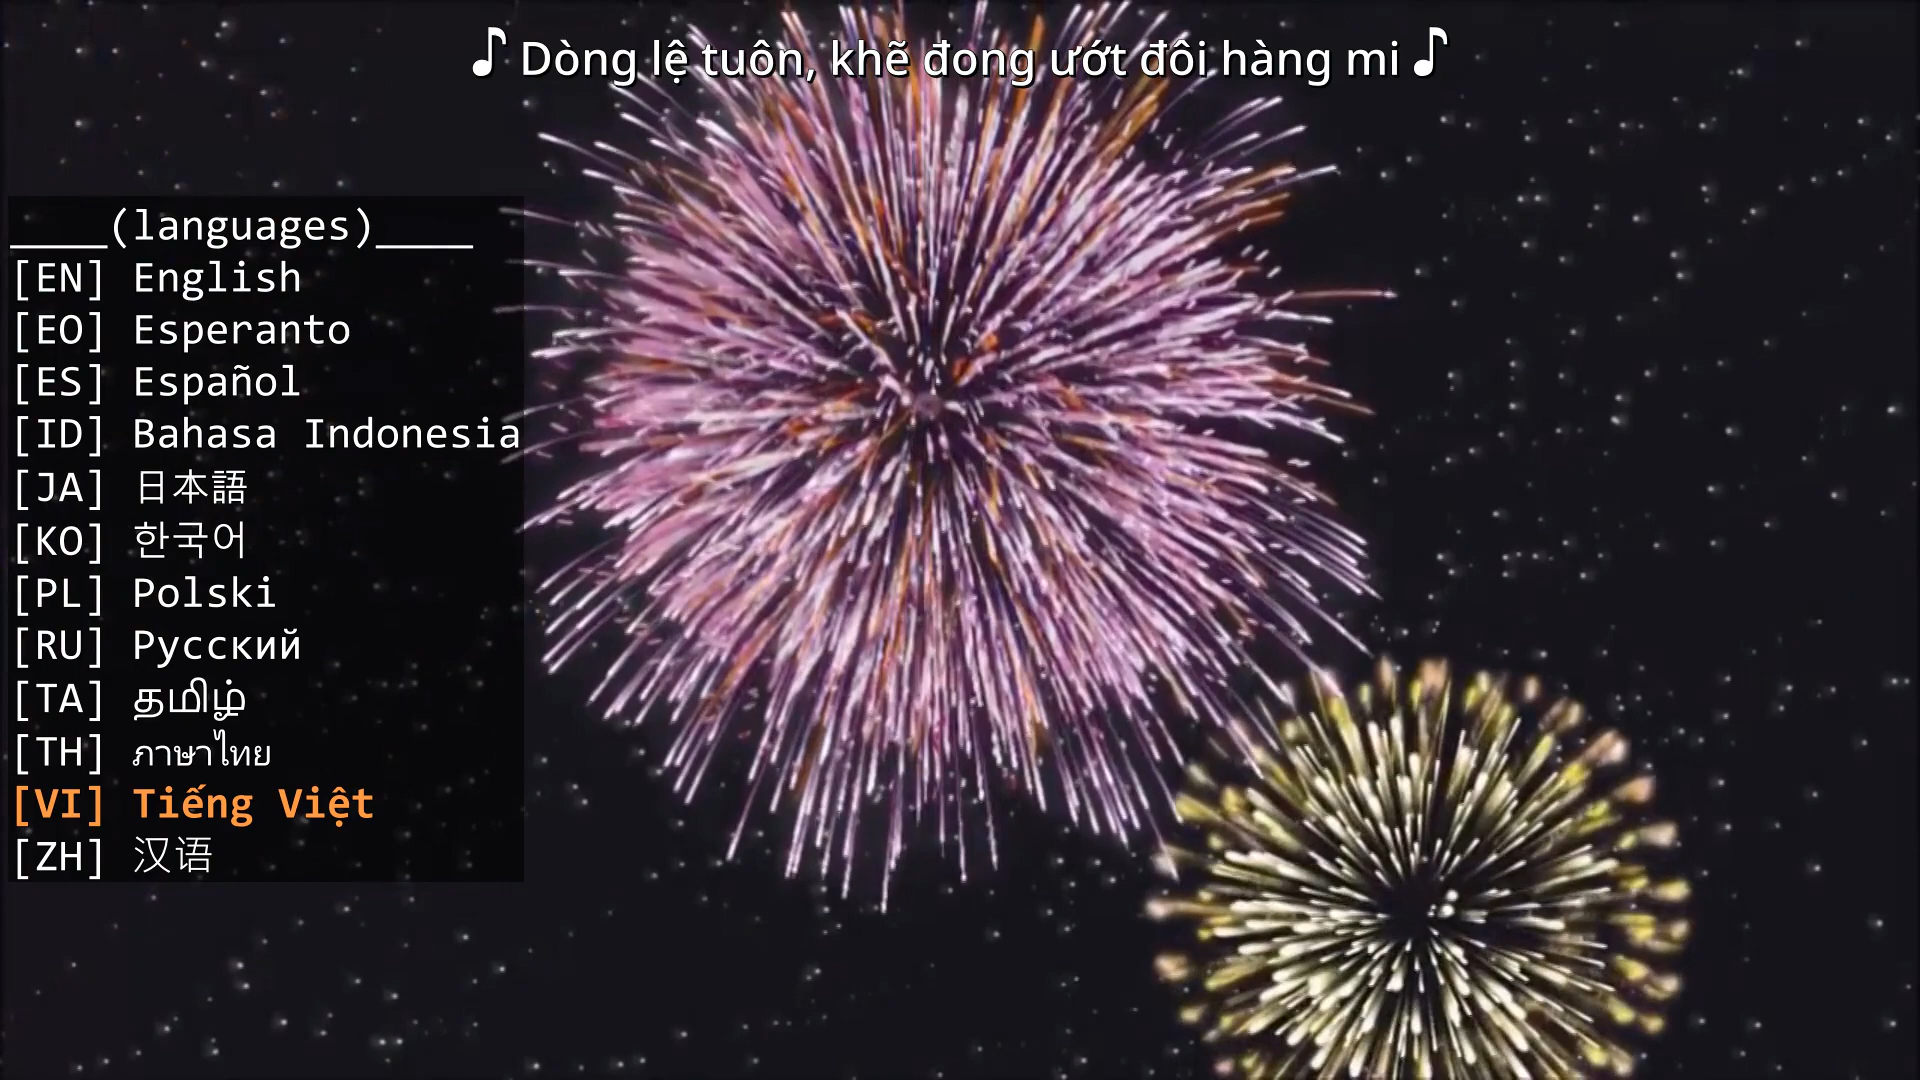 ♪ Dòng lệ tuôn, khẽ đong ướt đôi hàng mi ♪
____(languages)____
[EN] English
[EO] Esperanto
[ES] Español
[ID] Bahasa Indonesia
[JA] 日本語
[KO] 한국어
[PL] Polski
[RU] Русский
[TA] தமிழ்
[TH] ภาษาไทย
[VI] Tiếng Việt
[ZH] 汉语